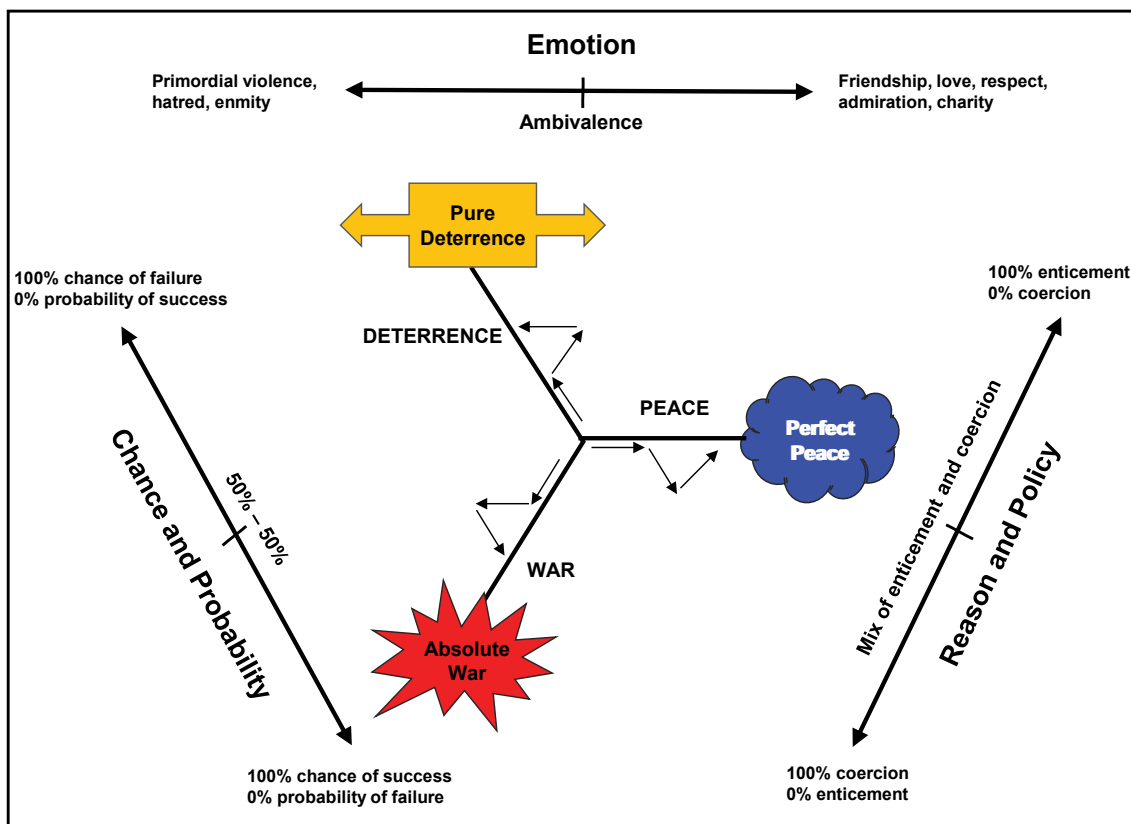 Emotion
Primordial violence,
hatred, enmity
Friendship, love, respect,
admiration, charity
Ambivalence
Pure
Deterrence
100% chance of failure
0% probability of success
100% enticement
0% coercion
DETERRENCE
PEACE
Perfect
Peace
Chance and Probability
50% – 50%
Mix of enticement and coercion
Reason and Policy
WAR
Absolute
War
100% chance of success
0% probability of failure
100% coercion
0% enticement